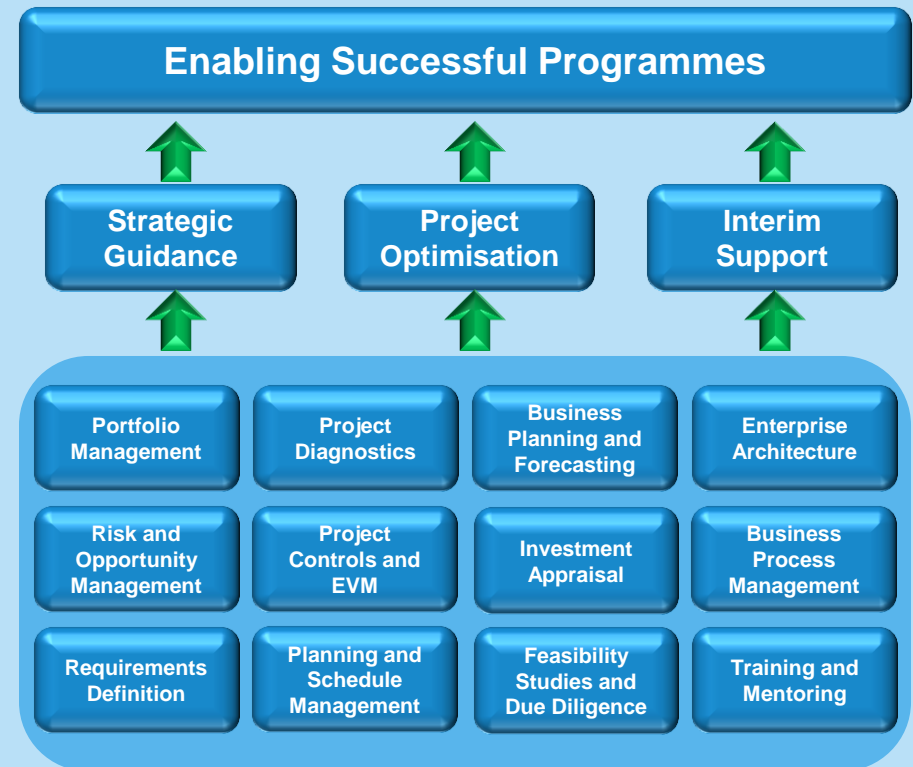 Enabling Successful Programmes
Strategic
Guidance
Project
Optimisation
Interim
Support
Portfolio
Management
Project
Diagnostics
Business
Planning and
Forecasting
Enterprise
Architecture
Risk and
Opportunity
Management
Project
Controls and
EVM
Investment
Appraisal
Business
Process
Management
Requirements
Definition
Planning and
Schedule
Management
Feasibility
Studies and
Due Diligence
Training and
Mentoring